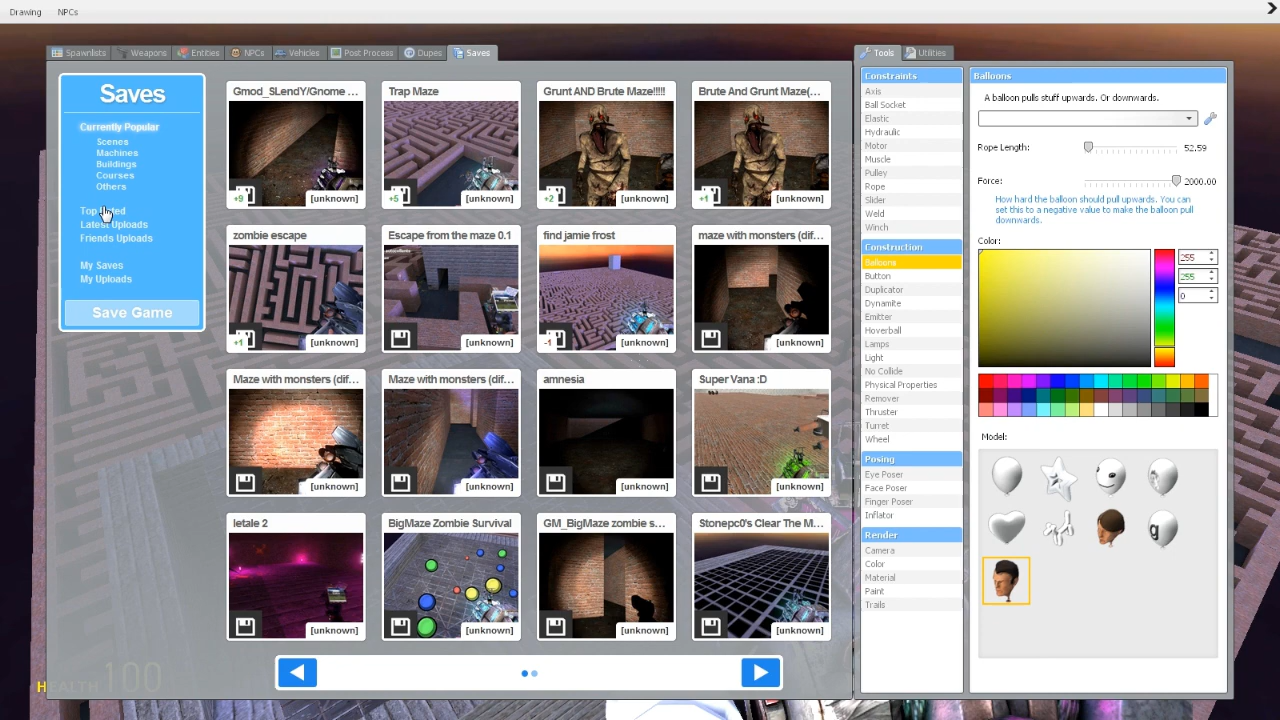 Drawing NPCs
Spawnlists Weapons Entities NPCs Vehicles Post Process Dupes Saves
Tools Utilities
Saves
Currently Popular
Scenes
Machines
Buildings
Courses
Others
Latest Uploads
Friends Uploads
My Saves
My Uploads
Save Game
Gmod_SLendY/Gnome ...
+9 [unknown]
Trap Maze
+5 [unknown]
Grunt AND Brute Maze!!!!!
+2 [unknown]
Brute And Grunt Maze(...
+1 [unknown]
zombie escape
+1 [unknown]
Escape from the maze 0.1
[unknown]
find jamie frost
-1 [unknown]
maze with monsters (dif...
[unknown]
Maze with monsters (dif...
[unknown]
Maze with monsters (dif...
[unknown]
amnesia
[unknown]
Super Vana :D
[unknown]
letale 2
[unknown]
BigMaze Zombie Survival
[unknown]
GM_BigMaze zombie s...
[unknown]
Stonepc0's Clear The M...
[unknown]
HEALTH 100
Constraints
Axis
Ball Socket
Elastic
Hydraulic
Motor
Muscle
Pulley
Rope
Slider
Weld
Winch
Construction
Balloons
Button
Duplicator
Dynamite
Emitter
Hoverball
Lamps
Light
No Collide
Physical Properties
Remover
Thruster
Turret
Wheel
Posing
Eye Poser
Face Poser
Finger Poser
Inflator
Render
Camera
Color
Material
Paint
Trails
Balloons
A balloon pulls stuff upwards. Or downwards.
Rope Length: 52.59
Force: 2000.00
How hard the balloon should pull upwards. You can
set this to a negative value to make the balloon pull
downwards.
Color:
255
255
0
Model:
g